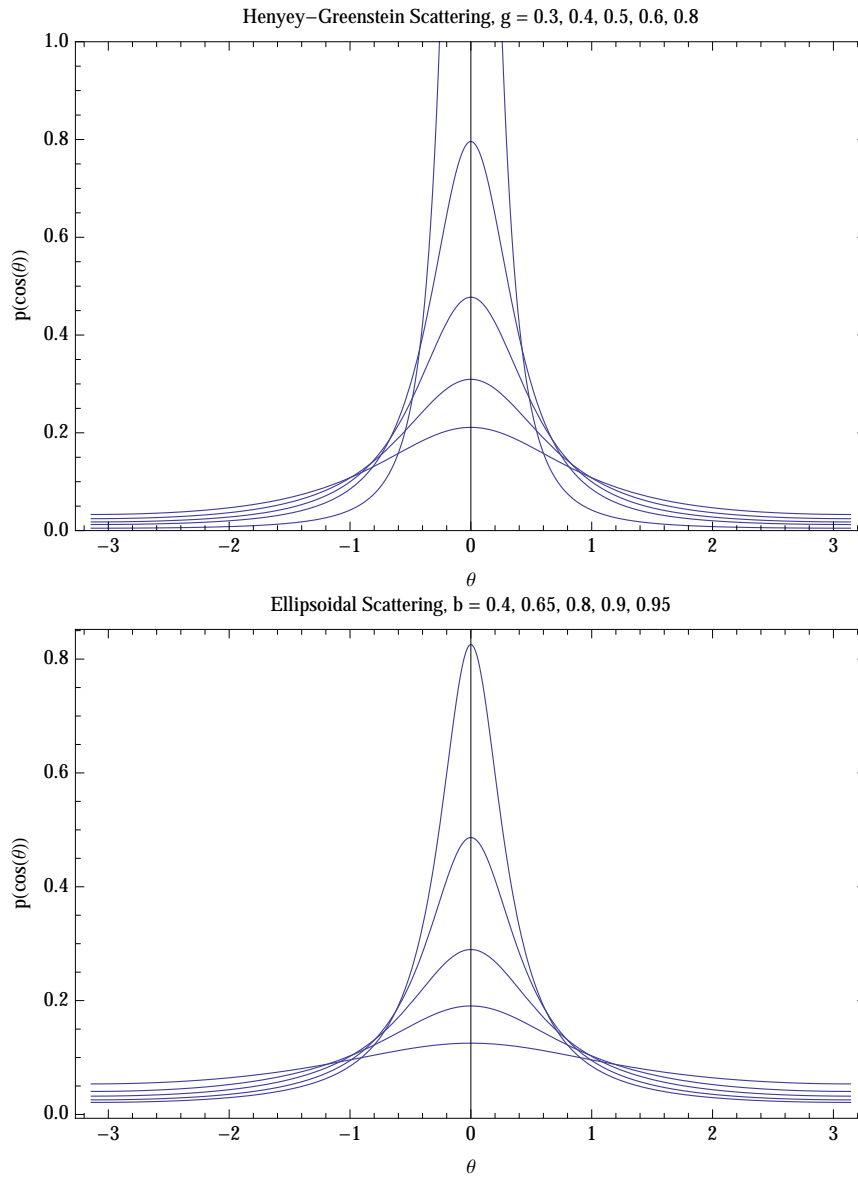 Henyey–Greenstein Scattering, g = 0.3, 0.4, 0.5, 0.6, 0.8
1.0
0.8
0.6
0.4
0.2
0.0
p(cos(θ))
−3 −2 −1 0 1 2 3
θ
Ellipsoidal Scattering, b = 0.4, 0.65, 0.8, 0.9, 0.95
0.8
0.6
0.4
0.2
0.0
p(cos(θ))
−3 −2 −1 0 1 2 3
θ